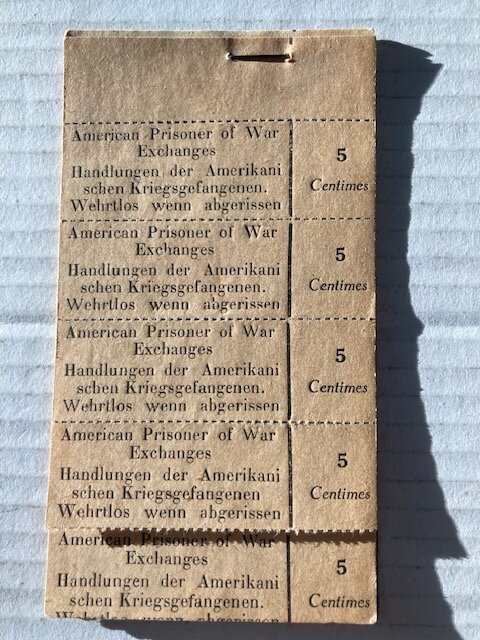 American Prisoner of War
Exchanges
Handlungen der Amerikani
schen Kriegsgefangenen.
Wehrtlos wenn abgerissen
5
Centimes
American Prisoner of War
Exchanges
Handlungen der Amerikani
schen Kriegsgefangenen.
Wehrtlos wenn abgerissen
5
Centimes
American Prisoner of War
Exchanges
Handlungen der Amerikani
schen Kriegsgefangenen.
Wehrtlos wenn abgerissen
5
Centimes
American Prisoner of War
Exchanges
Handlungen der Amerikani
schen Kriegsgefangenen
Wehrtlos wenn abgerissen
5
Centimes
American Prisoner of War
Exchanges
Handlungen der Amerikani
schen Kriegsgefangenen.
Wehrtlos wenn abgerissen
5
Centimes